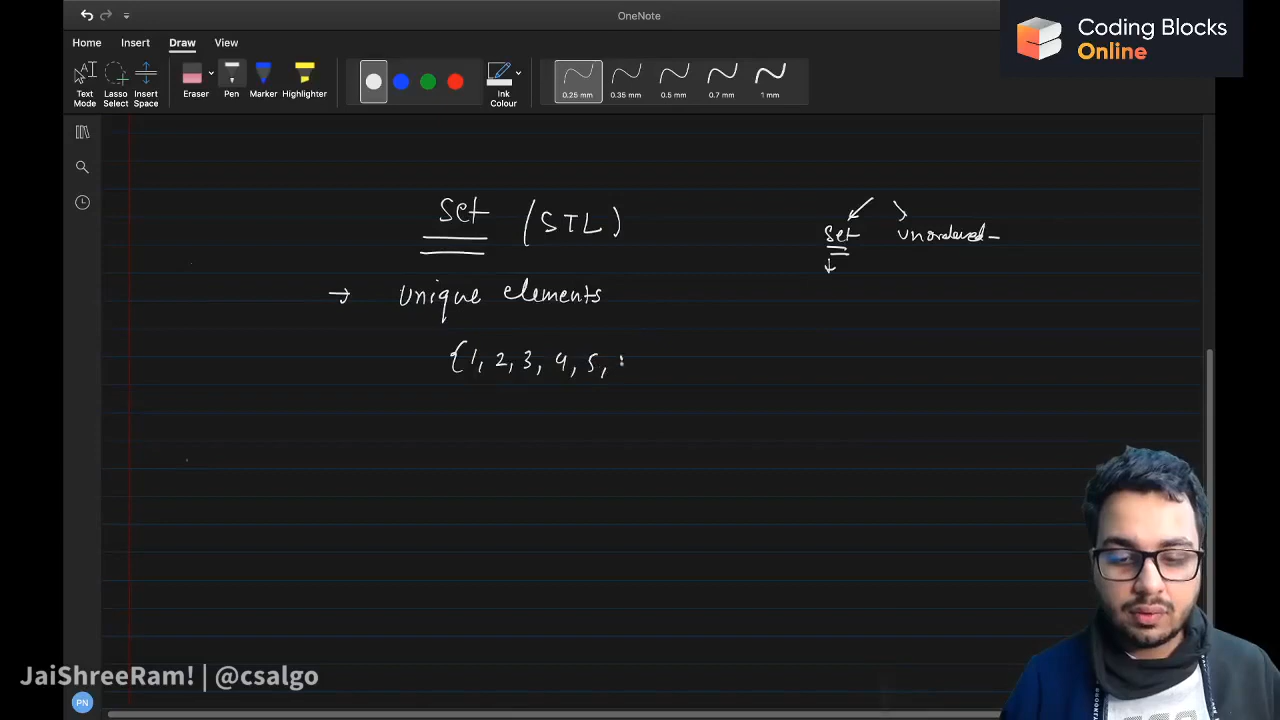 OneNote
Coding Blocks
Online
Home Insert Draw View
Text Mode
Lasso Select
Insert Space
Eraser
Pen
Marker
Highlighter
Ink Colour
0.25 mm
0.35 mm
0.5 mm
0.7 mm
1 mm
Set (STL)
Set unordered_
→ unique elements
{1, 2, 3, 4, 5,
JaiShreeRam! | @csalgo
PN